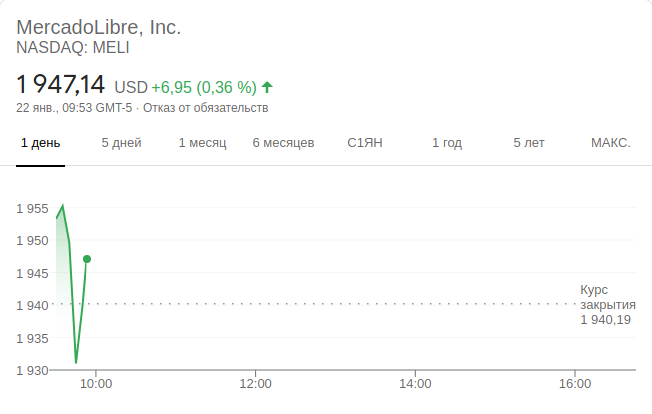 MercadoLibre, Inc.
NASDAQ: MELI
1 947,14 USD +6,95 (0,36 %)
22 янв., 09:53 GMT-5 · Отказ от обязательств
1 день 5 дней 1 месяц 6 месяцев С1ЯН 1 год 5 лет МАКС.
1 955
1 950
1 945
1 940
1 935
1 930
Курс
закрытия
1 940,19
10:00 12:00 14:00 16:00